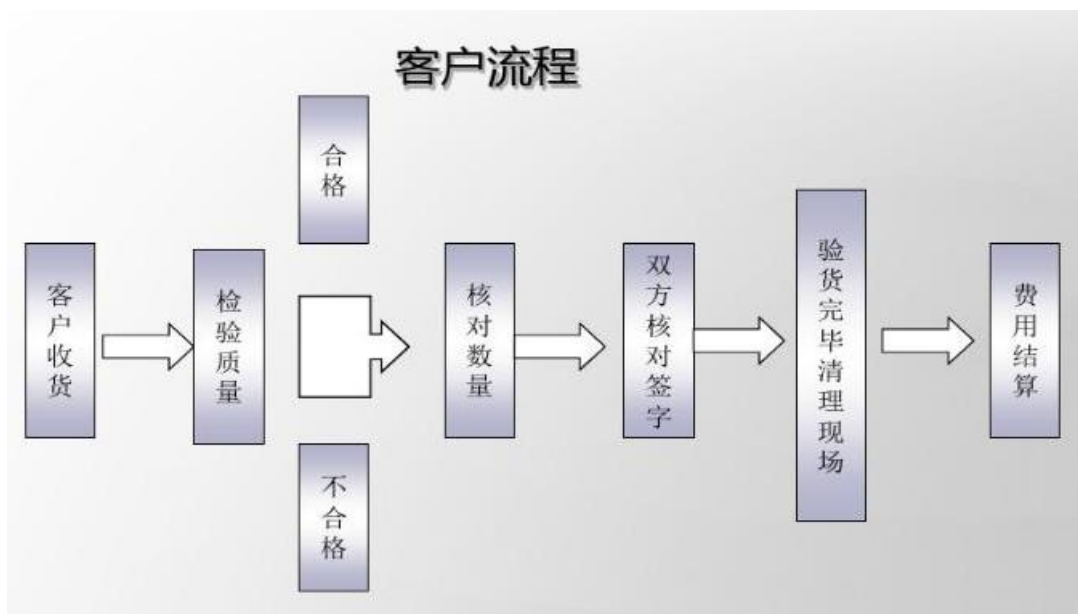 客户流程
合格
客户收货
检验质量
核对数量
双方核对签字
验货完毕清理现场
费用结算
不合格